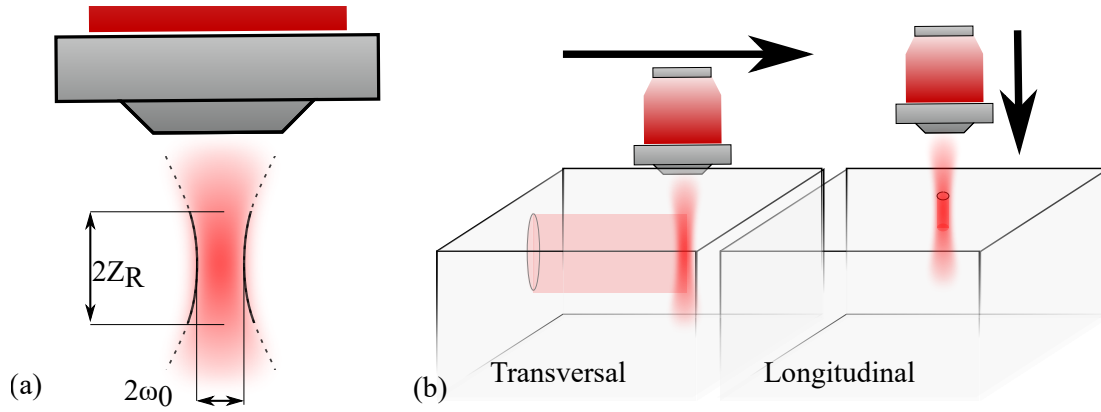 2Z_R
2ω0
(a)
(b)
Transversal
Longitudinal